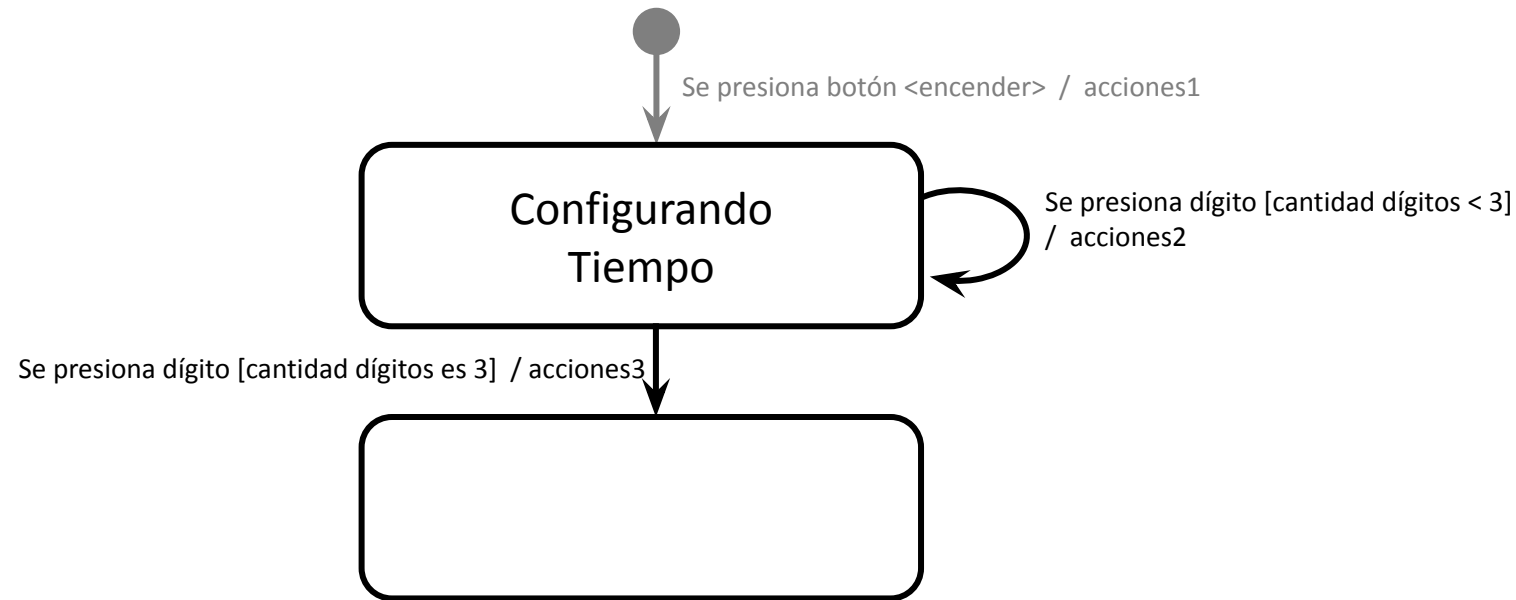 Se presiona botón <encender> / acciones1
Configurando
Tiempo
Se presiona dígito [cantidad dígitos < 3]
/ acciones2
Se presiona dígito [cantidad dígitos es 3] / acciones3